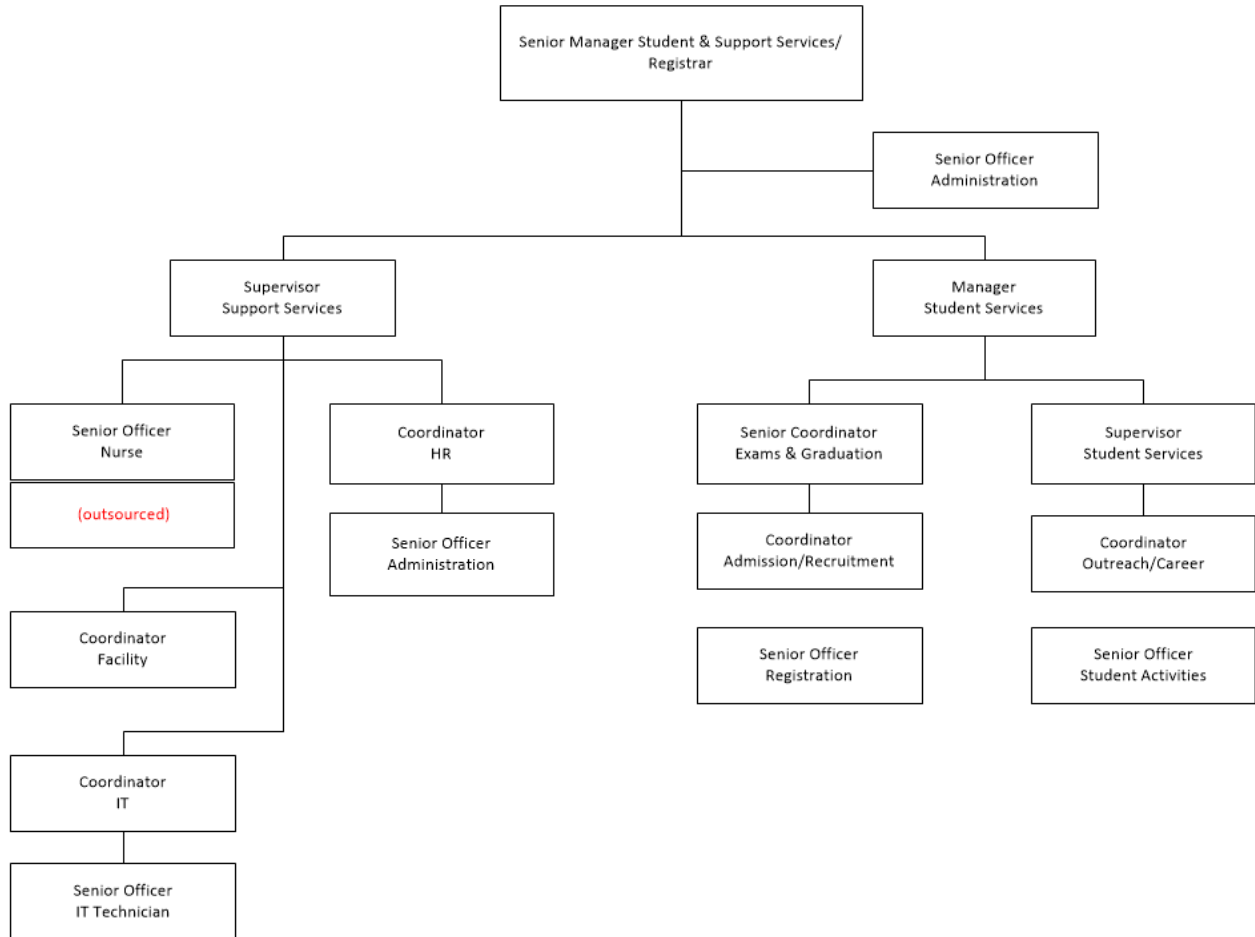 Senior Manager Student & Support Services/
Registrar
Senior Officer
Administration
Supervisor
Support Services
Manager
Student Services
Senior Officer
Nurse
(outsourced)
Coordinator
HR
Senior Coordinator
Exams & Graduation
Supervisor
Student Services
Senior Officer
Administration
Coordinator
Admission/Recruitment
Coordinator
Outreach/Career
Coordinator
Facility
Senior Officer
Registration
Senior Officer
Student Activities
Coordinator
IT
Senior Officer
IT Technician